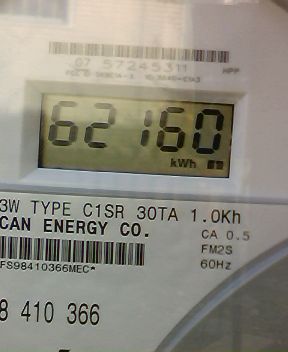 07 57245311
62160
kWh
3W TYPE C1SR 30TA 1.0Kh
CAN ENERGY CO.
CA 0.5
FM2S
60Hz
FS98410366MEC*
8 410 366